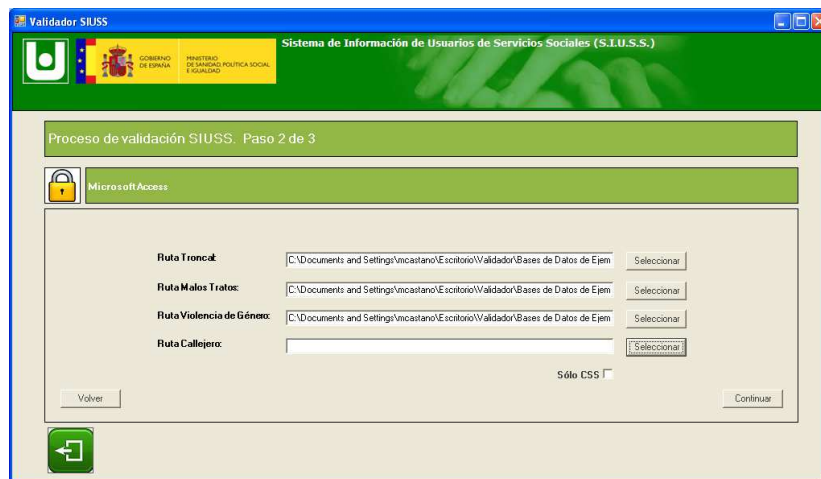 Validador SIUSS
Sistema de Información de Usuarios de Servicios Sociales (S.I.U.S.S.)
GOBIERNO
DE ESPAÑA
MINISTERIO
DE SANIDAD, POLÍTICA SOCIAL
E IGUALDAD
Proceso de validación SIUSS. Paso 2 de 3
Microsoft Access
Ruta Troncal: C:\Documents and Settings\mcastano\Escritorio\Validador\Bases de Datos de Ejem Seleccionar
Ruta Malos Tratos: C:\Documents and Settings\mcastano\Escritorio\Validador\Bases de Datos de Ejem Seleccionar
Ruta Violencia de Género: C:\Documents and Settings\mcastano\Escritorio\Validador\Bases de Datos de Ejem Seleccionar
Ruta Callejero: Seleccionar
Sólo CSS
Volver Continuar